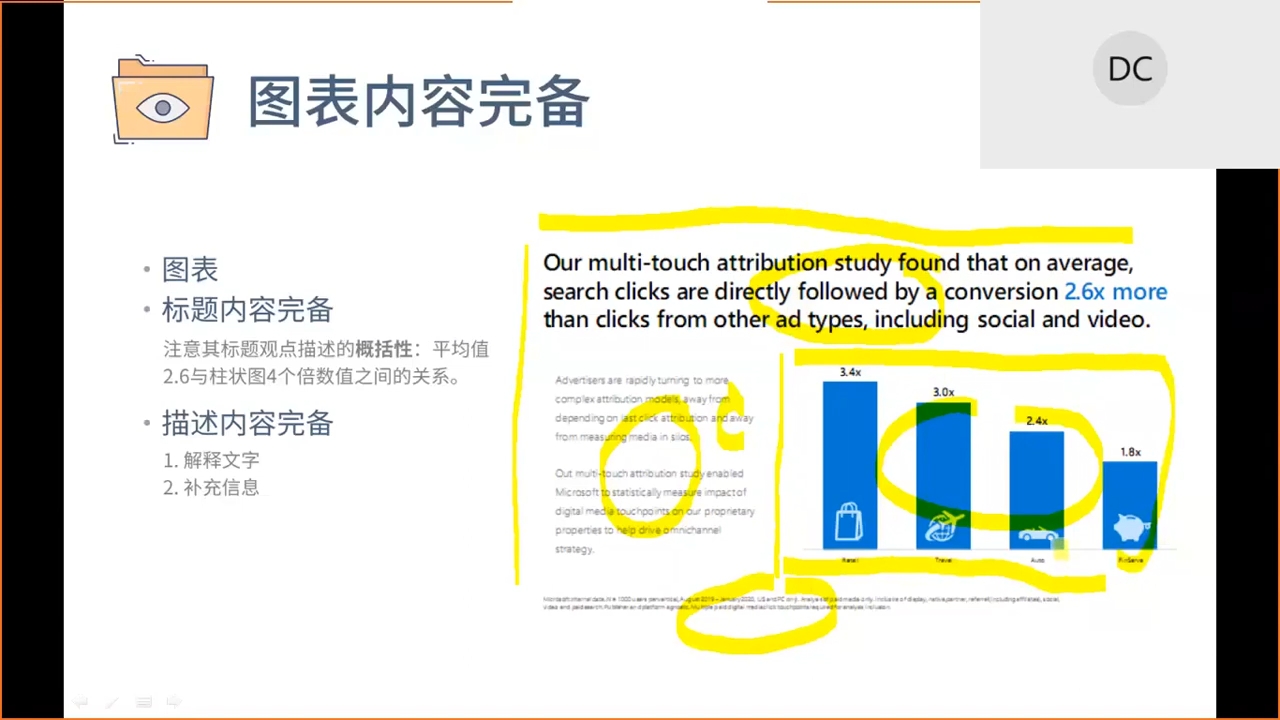 图表内容完备
DC
• 图表
• 标题内容完备
注意其标题观点描述的概括性：平均值
2.6与柱状图4个倍数值之间的关系。
• 描述内容完备
1. 解释文字
2. 补充信息
Our multi-touch attribution study found that on average,
search clicks are directly followed by a conversion 2.6x more
than clicks from other ad types, including social and video.
Advertisers are rapidly turning to more
complex attribution models, away from
depending on last click attribution and away
from measuring media in silos.
Our multi-touch attribution study enabled
Microsoft to statistically measure impact of
digital media touchpoints on our proprietary
properties to help drive omnichannel
strategy.
3.4x
3.0x
2.4x
1.8x
Retail
Travel
Auto
FinServe